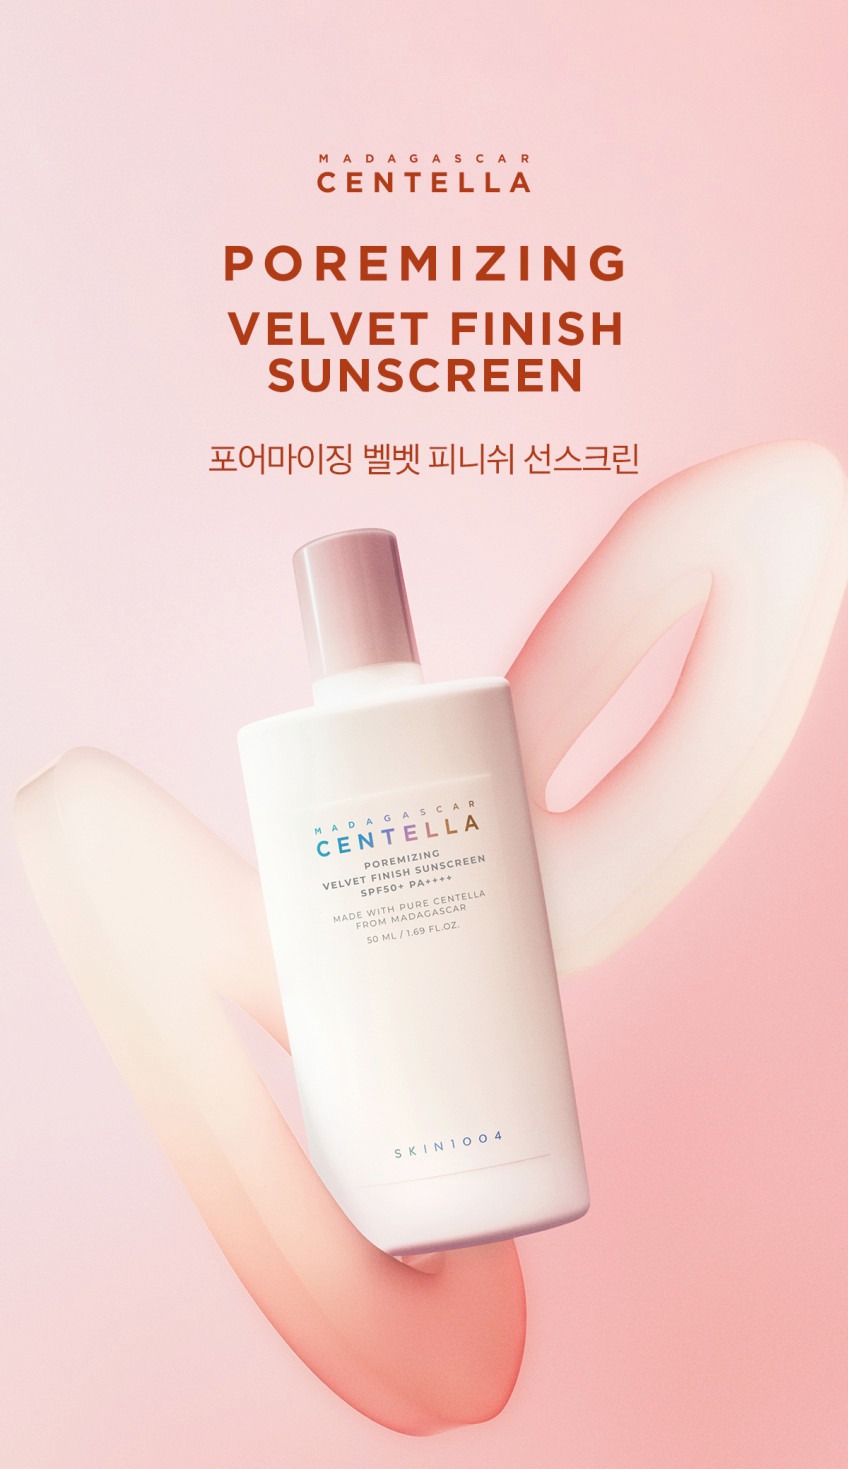 MADAGASCAR
CENTELLA
POREMIZING
VELVET FINISH
SUNSCREEN
포어마이징 벨벳 피니쉬 선스크린
MADAGASCAR
CENTELLA
POREMIZING
VELVET FINISH SUNSCREEN
SPF50+ PA++++
MADE WITH PURE CENTELLA
FROM MADAGASCAR
50 ML / 1.69 FL.OZ.
SKIN1004